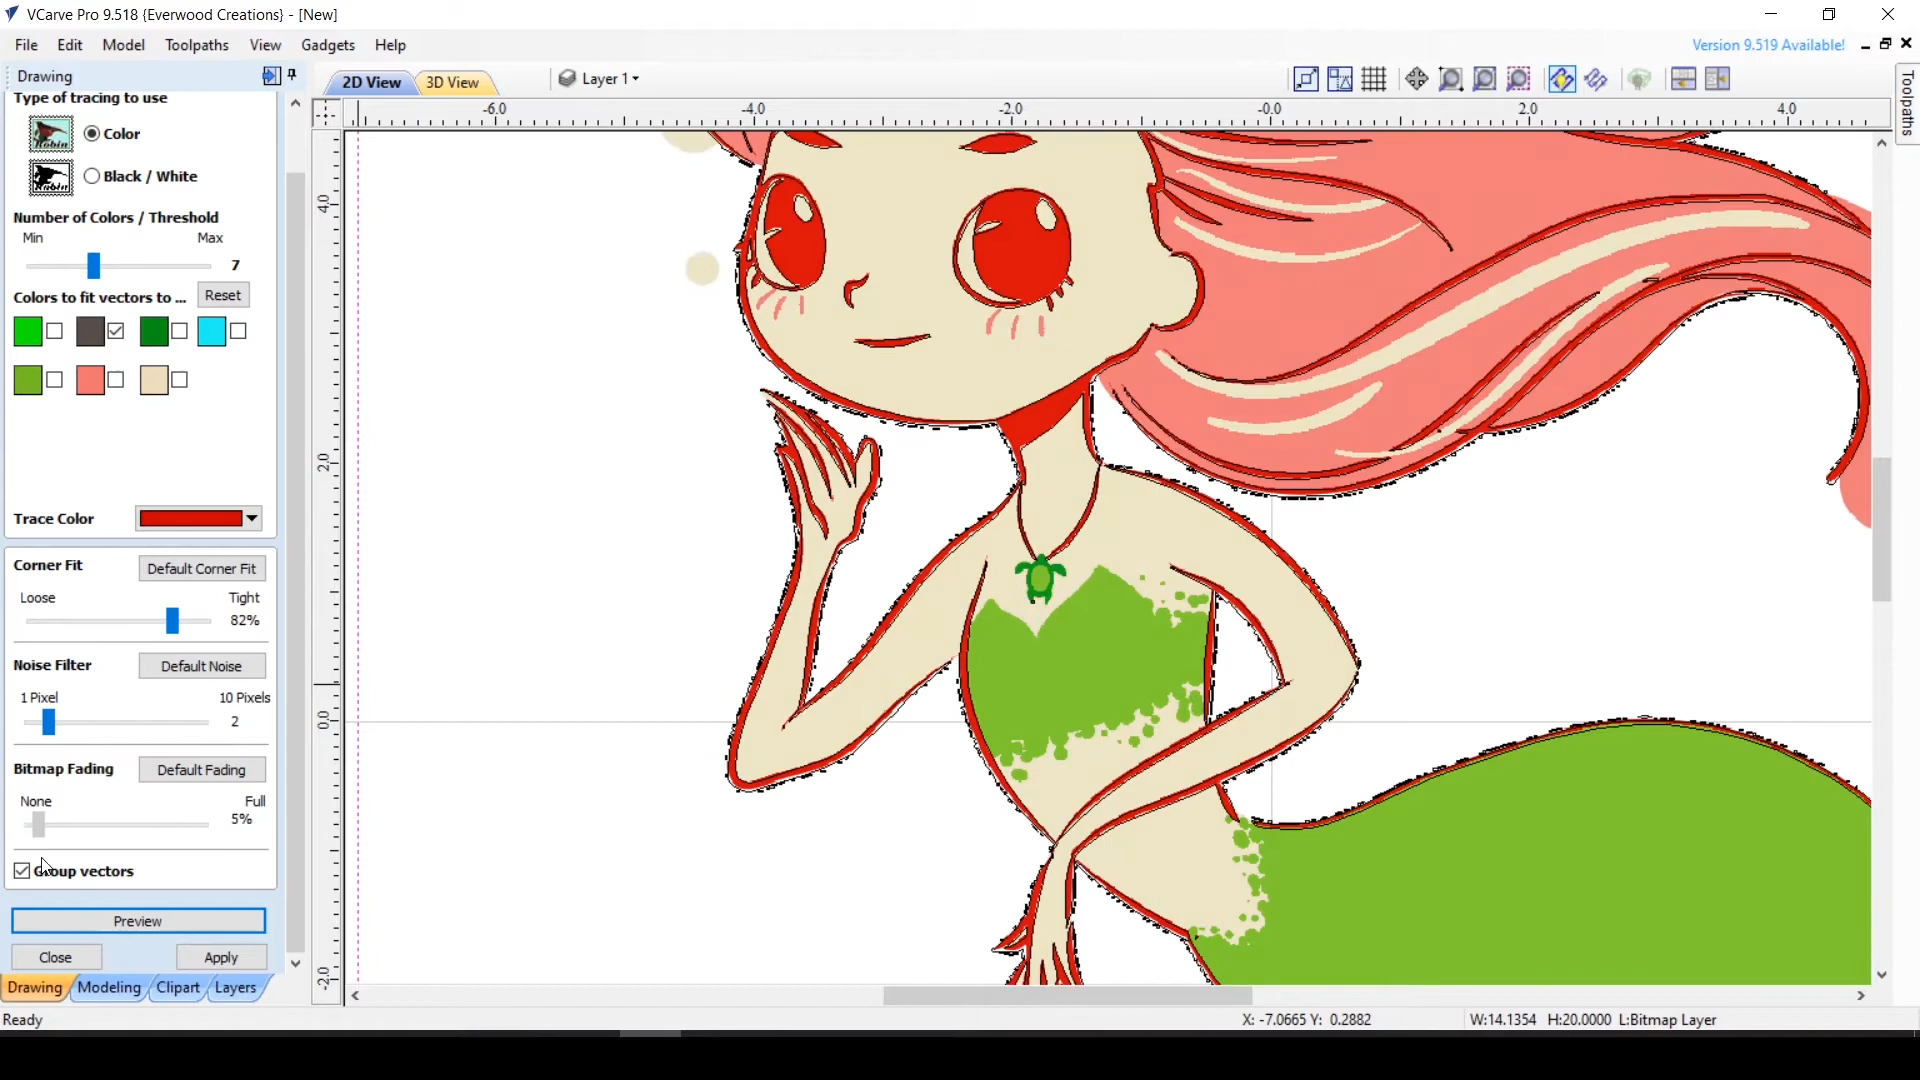 VCarve Pro 9.518 {Everwood Creations} - [New]
File Edit Model Toolpaths View Gadgets Help
Version 9.519 Available!
Drawing
2D View 3D View
Layer 1
Toolpaths
Type of tracing to use
Robin
Color
Robin
Black / White
Number of Colors / Threshold
Min Max
7
Colors to fit vectors to ... Reset
Trace Color
Corner Fit Default Corner Fit
Loose Tight
82%
Noise Filter Default Noise
1 Pixel 10 Pixels
2
Bitmap Fading Default Fading
None Full
5%
Group vectors
Preview
Close Apply
Drawing Modeling Clipart Layers
-6.0 -4.0 -2.0 -0.0 2.0 4.0
4.0
2.0
0.0
-2.0
Ready
X: -7.0665 Y: 0.2882
W:14.1354 H:20.0000 L:Bitmap Layer